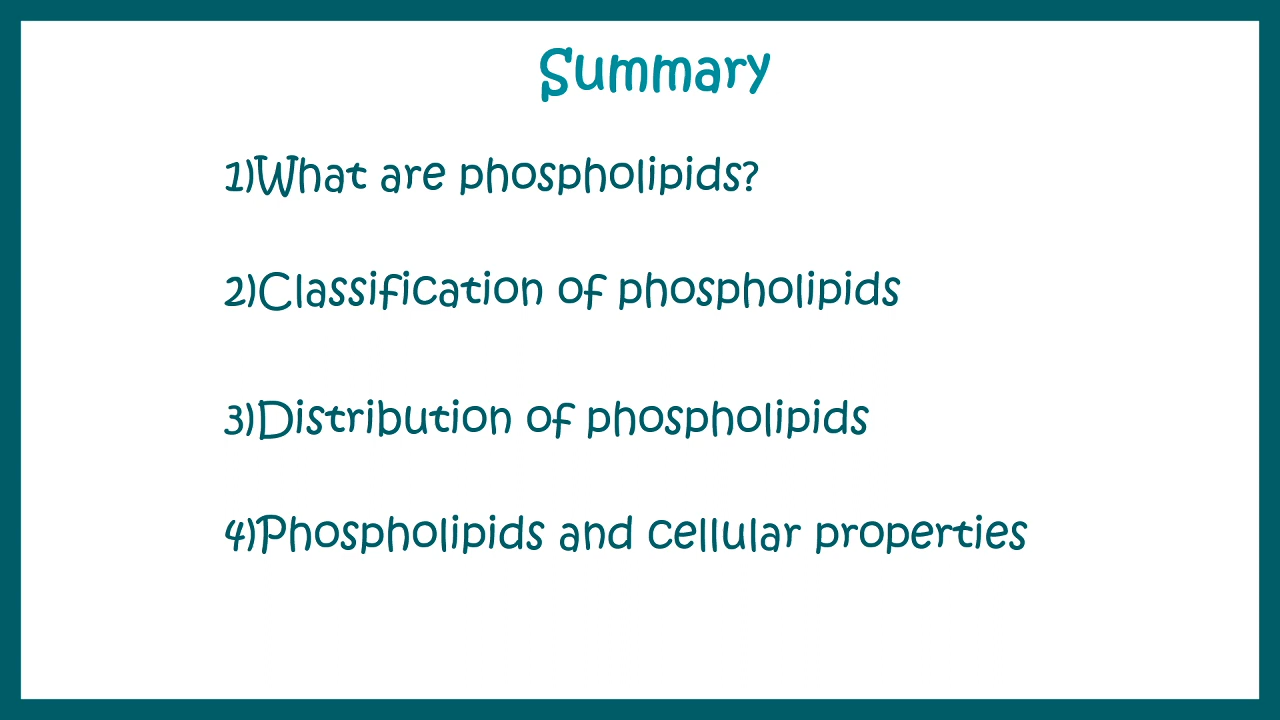 Summary
1)What are phospholipids?
2)Classification of phospholipids
3)Distribution of phospholipids
4)Phospholipids and cellular properties